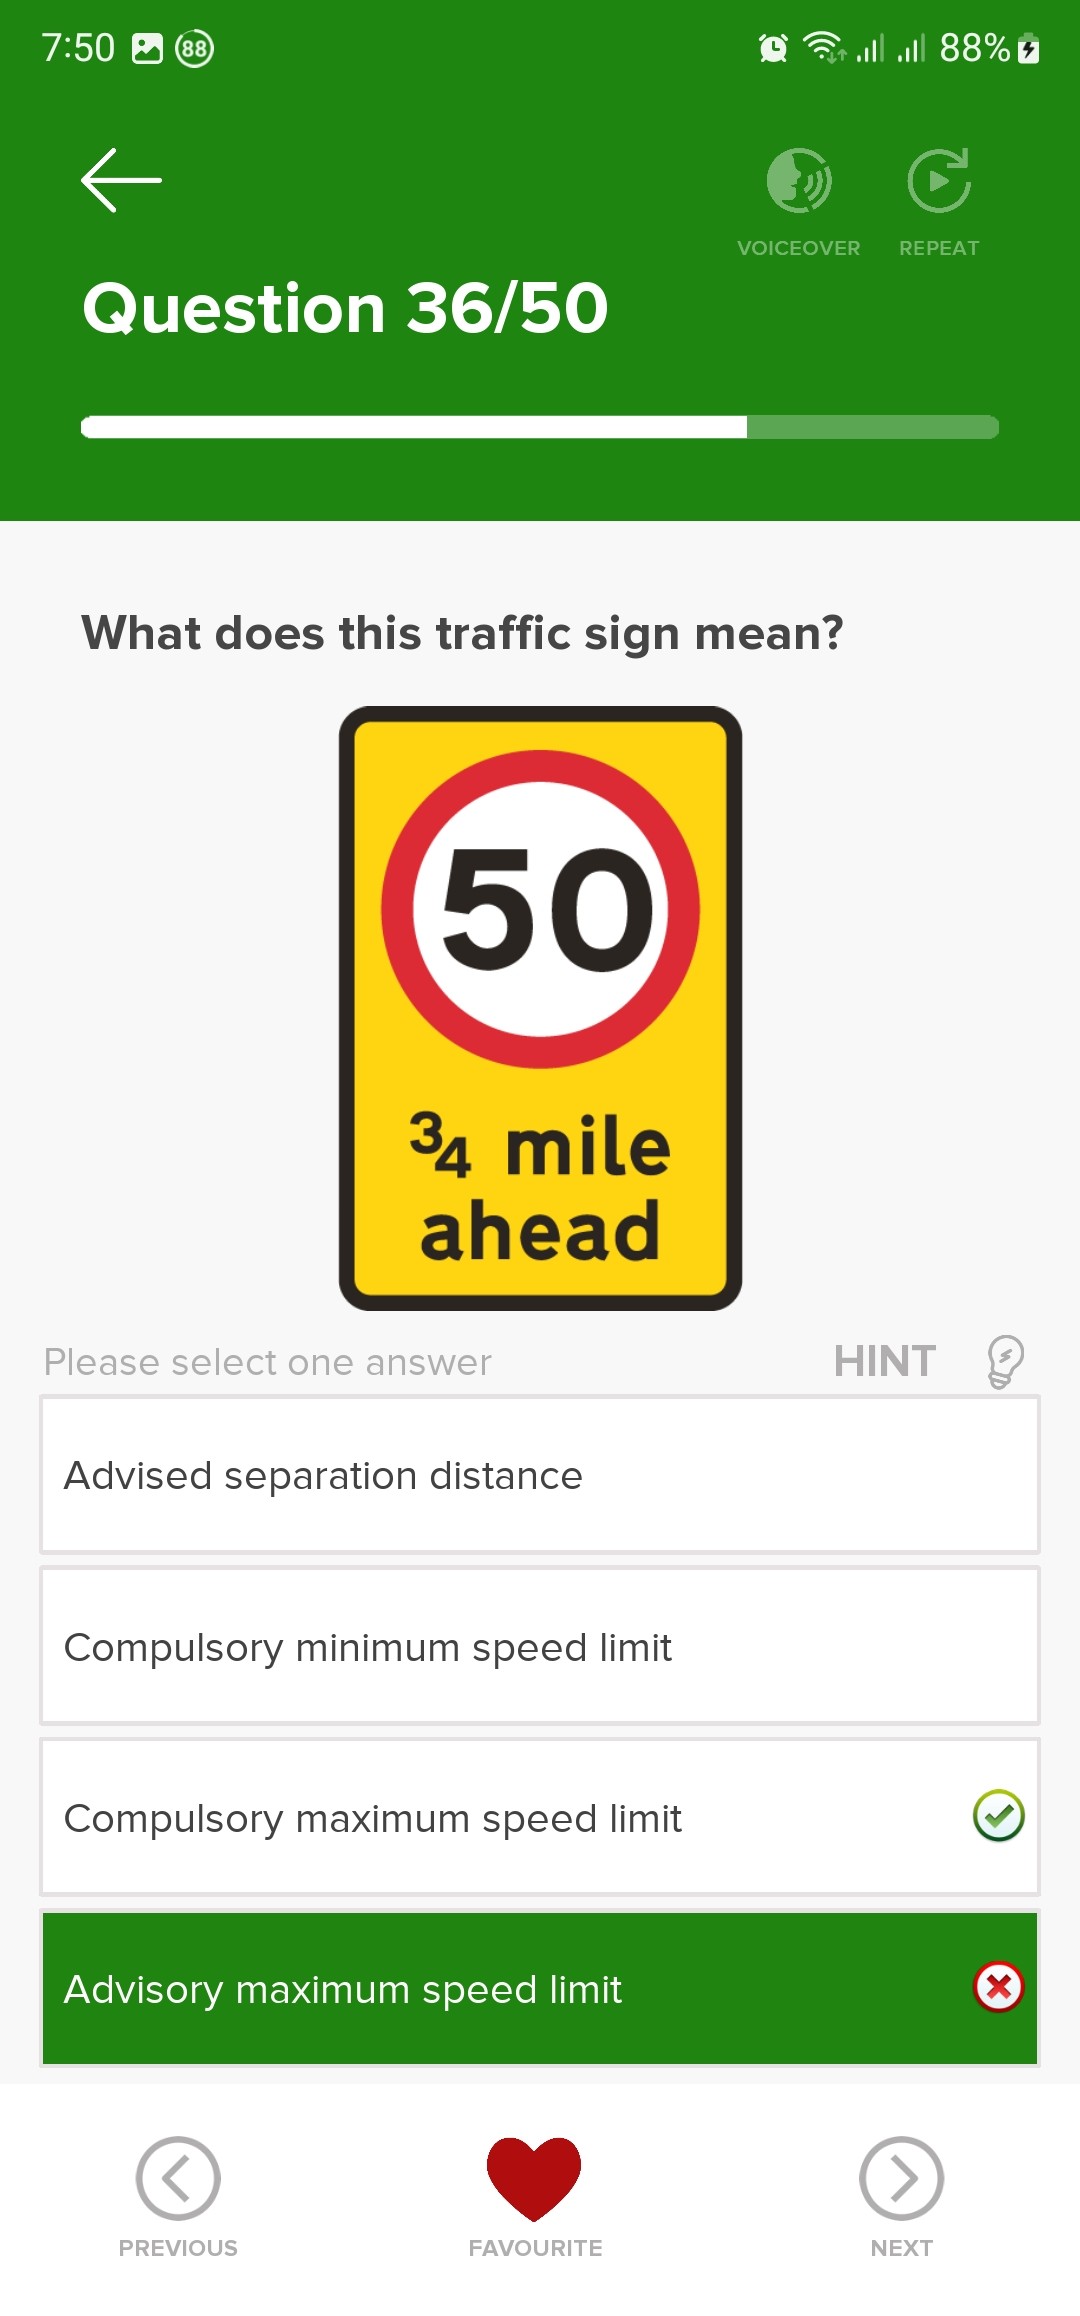 7:50 88 88%
VOICEOVER REPEAT
Question 36/50
What does this traffic sign mean?
50
¾ mile
ahead
Please select one answer HINT
Advised separation distance
Compulsory minimum speed limit
Compulsory maximum speed limit
Advisory maximum speed limit
PREVIOUS FAVOURITE NEXT